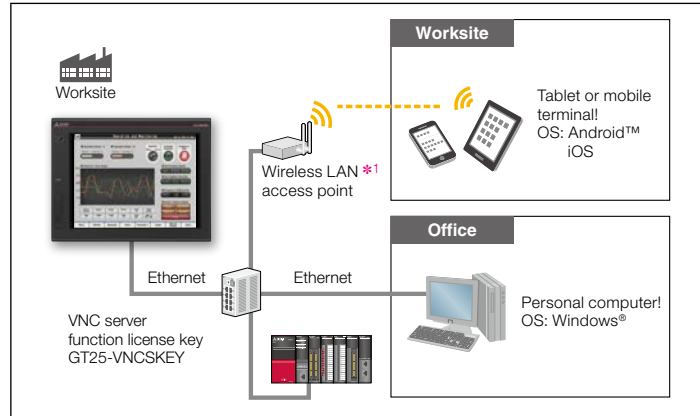 Worksite
Worksite
Tablet or mobile
terminal!
OS: Android™
iOS
Wireless LAN *1
access point
Office
Ethernet
Ethernet
Personal computer!
OS: Windows®
VNC server
function license key
GT25-VNCSKEY